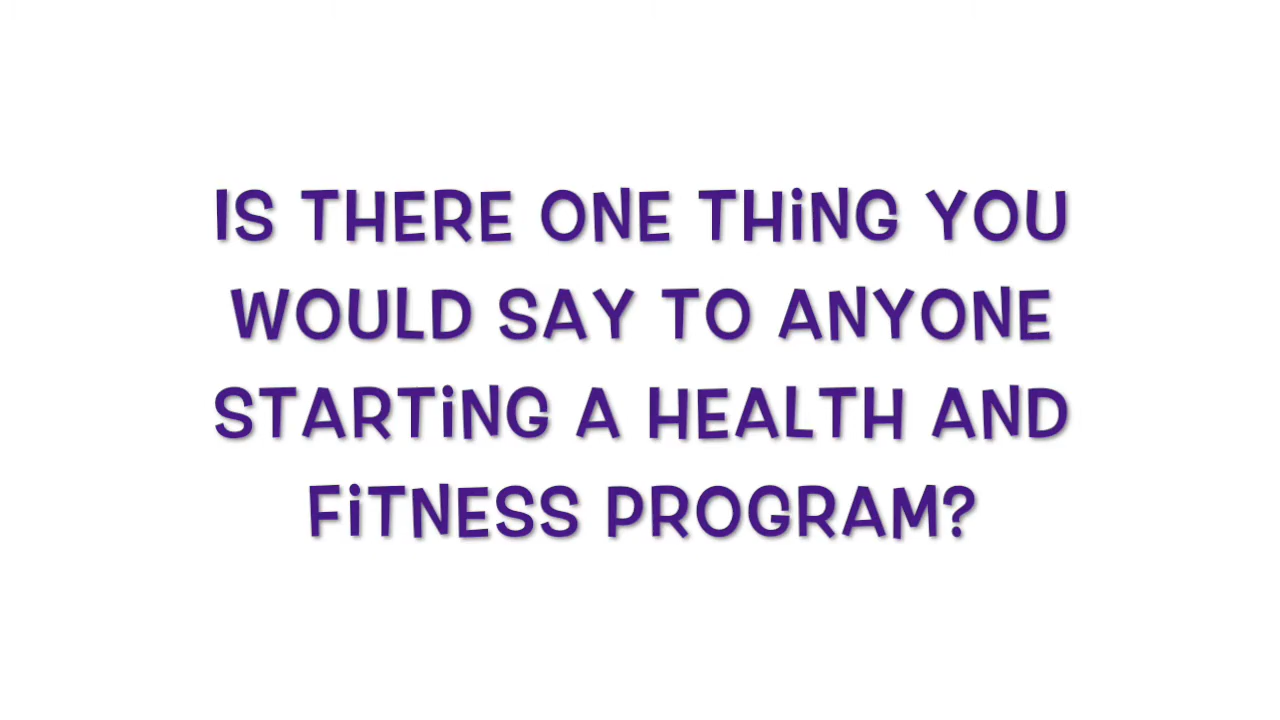 IS THERE ONE THiNG YOU
WOULD SAY TO ANYONE
STARTiNG A HEALTH AND
FiTNESS PROGRAM?